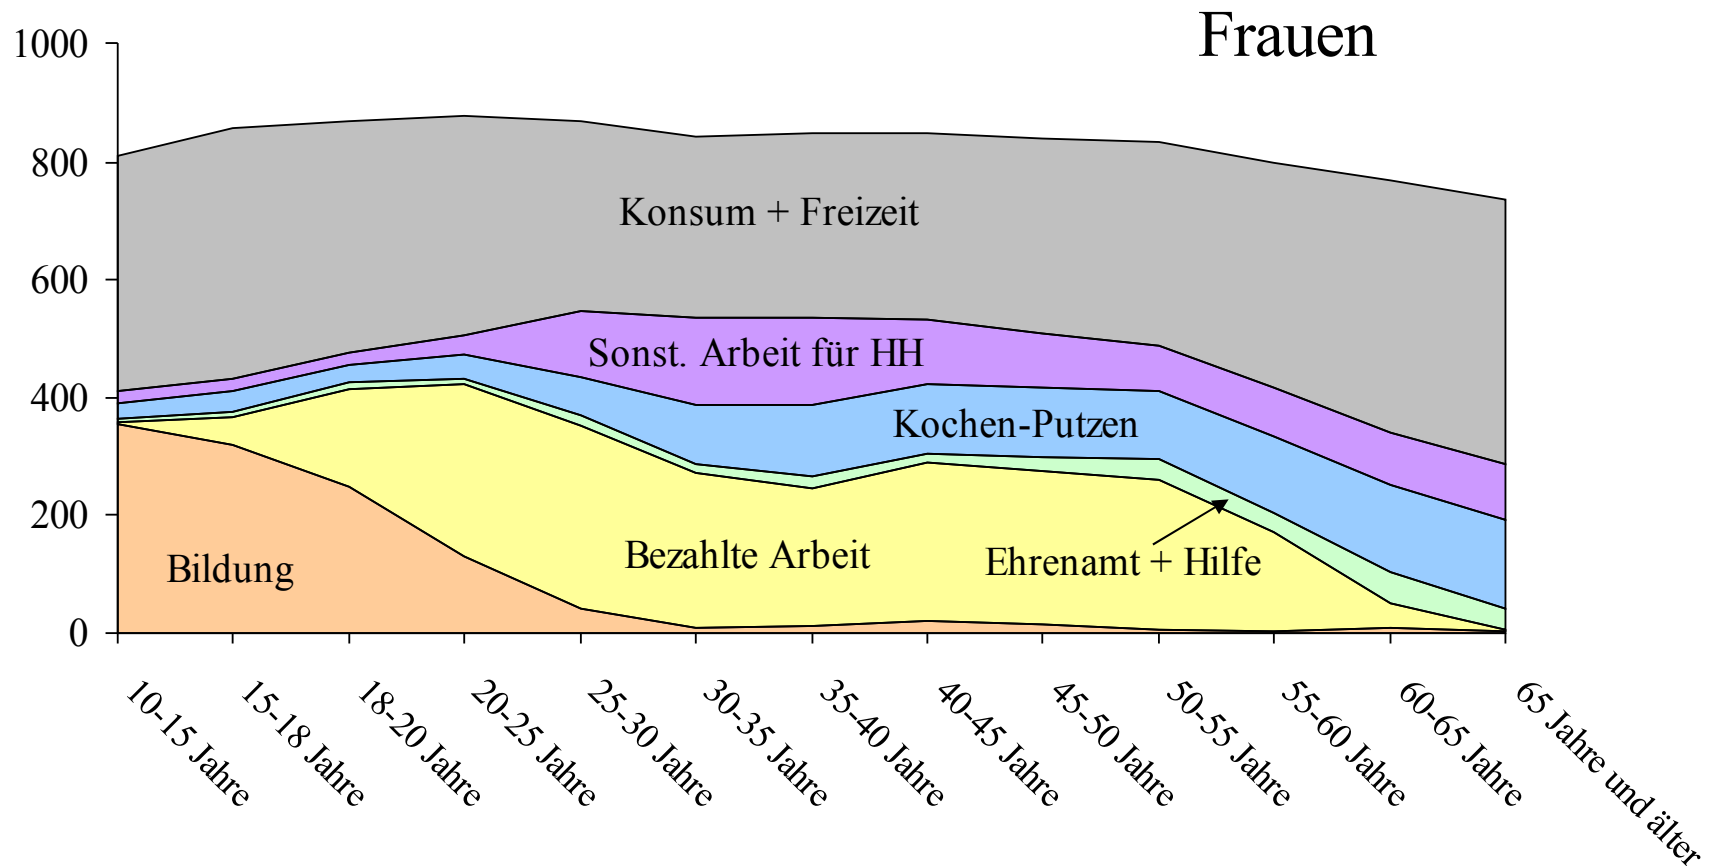 Frauen
1000
800
600
400
200
0
Konsum + Freizeit
Sonst. Arbeit für HH
Kochen-Putzen
Bezahlte Arbeit
Ehrenamt + Hilfe
Bildung
10-15 Jahre
15-18 Jahre
18-20 Jahre
20-25 Jahre
25-30 Jahre
30-35 Jahre
35-40 Jahre
40-45 Jahre
45-50 Jahre
50-55 Jahre
55-60 Jahre
60-65 Jahre
65 Jahre und älter